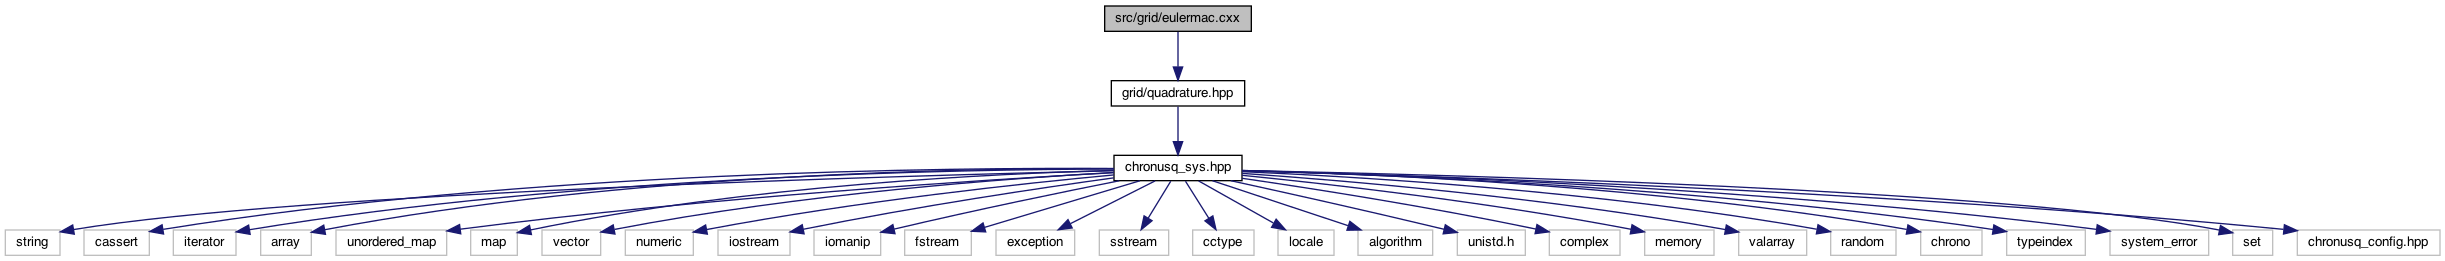 src/grid/eulermac.cxx
grid/quadrature.hpp
chronusq_sys.hpp
string
cassert
iterator
array
unordered_map
map
vector
numeric
iostream
iomanip
fstream
exception
sstream
cctype
locale
algorithm
unistd.h
complex
memory
valarray
random
chrono
typeindex
system_error
set
chronusq_config.hpp